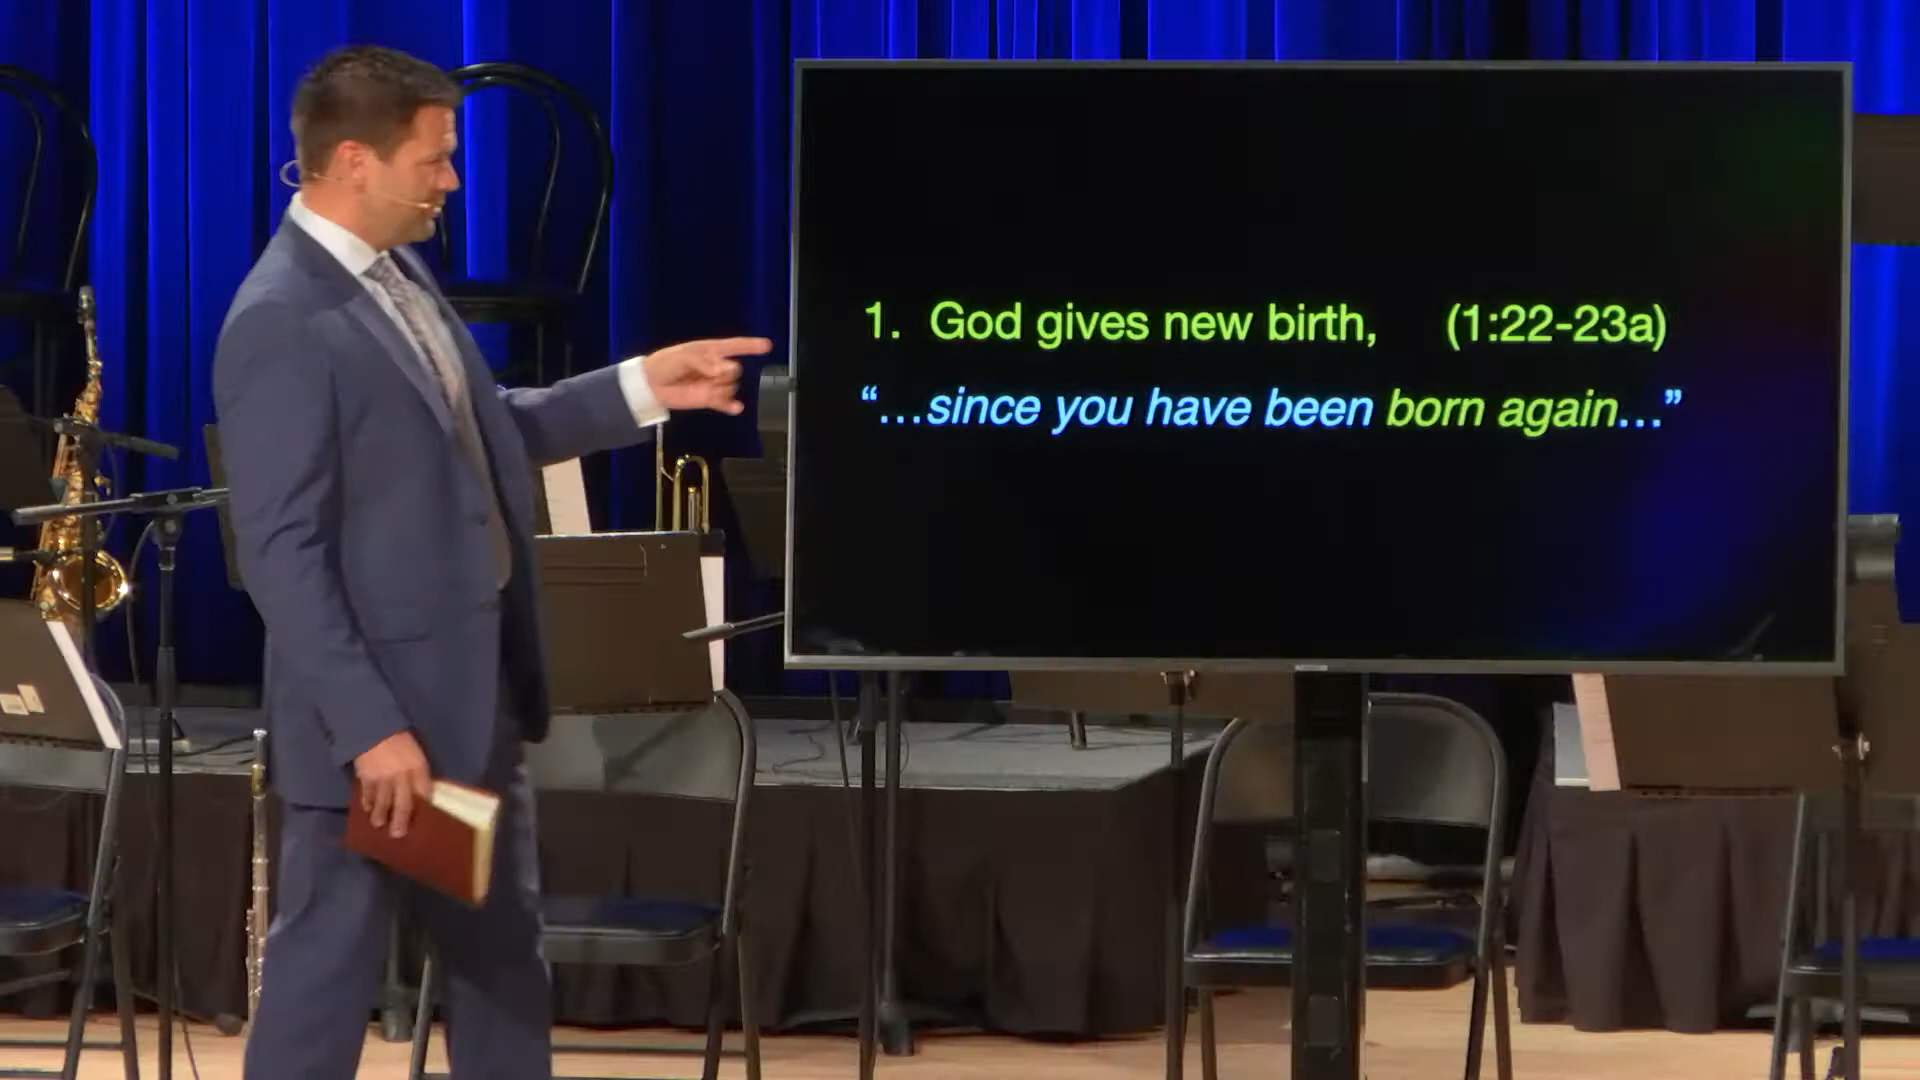 1. God gives new birth, (1:22-23a)
“…since you have been born again…”